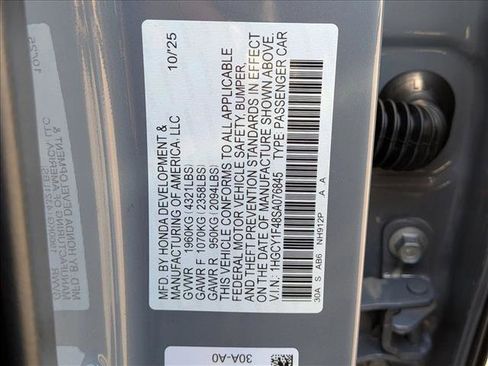 MFD. BY HONDA DEVELOPMENT & 10/'25
MANUFACTURING OF AMERICA. LLC
GVWR 1960KG (4321LBS)
GAWR F 1070KG (2358LBS)
GAWR R 950KG (2094LBS)
THIS VEHICLE CONFORMS TO ALL APPLICABLE
FEDERAL MOTOR VEHICLE SAFETY, BUMPER,
AND THEFT PREVENTION STANDARDS IN EFFECT
ON THE DATE OF MANUFACTURE SHOWN ABOVE.
V.I.N.: 1HGCY1F48SA076845 TYPE: PASSENGER CAR
30A S AB6 NH912P A A
30A-A0